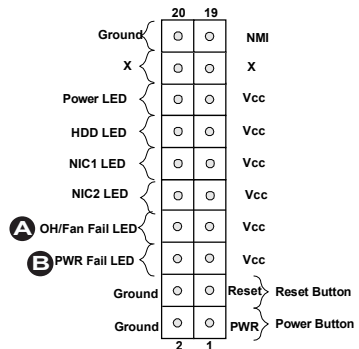 20 19
Ground NMI
X X
Power LED Vcc
HDD LED Vcc
NIC1 LED Vcc
NIC2 LED Vcc
A OH/Fan Fail LED Vcc
B PWR Fail LED Vcc
Ground Reset Reset Button
Ground PWR Power Button
2 1